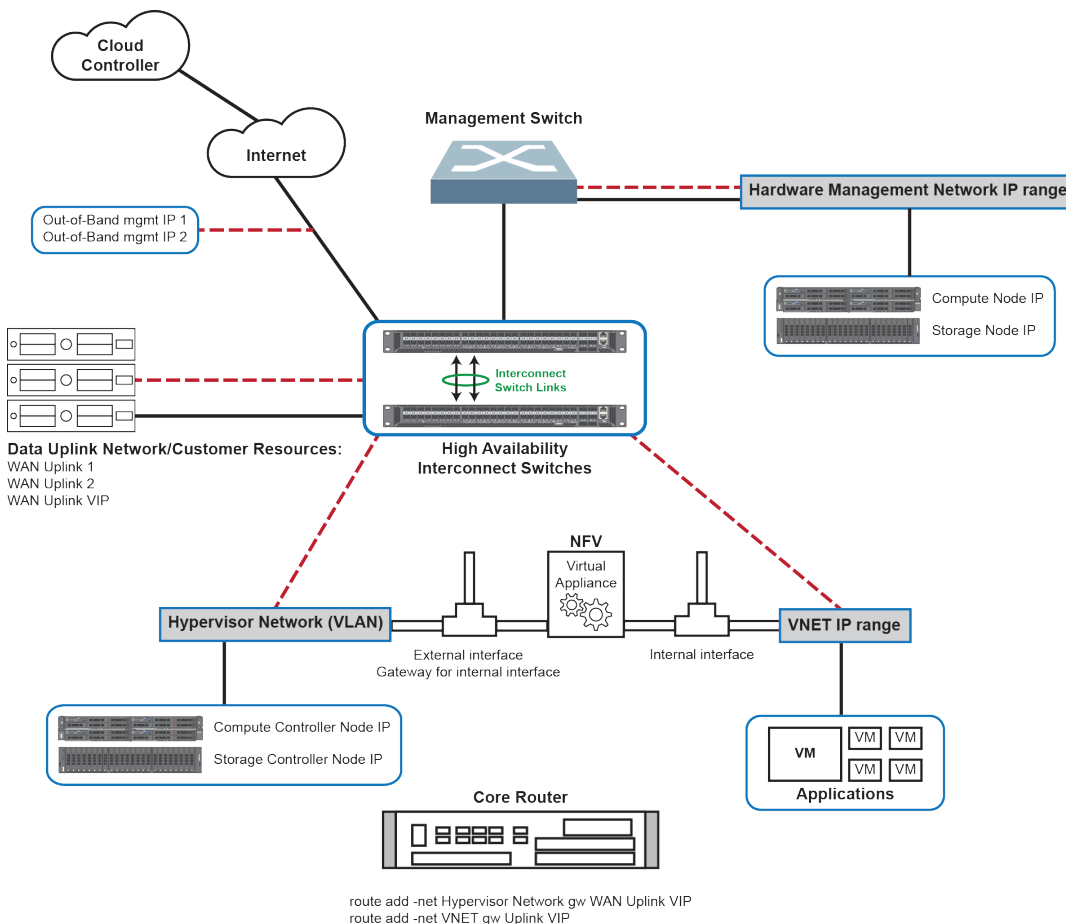 Cloud
Controller
Internet
Management Switch
Hardware Management Network IP range
Out-of-Band mgmt IP 1
Out-of-Band mgmt IP 2
Compute Node IP
Storage Node IP
Interconnect
Switch Links
Data Uplink Network/Customer Resources:
WAN Uplink 1
WAN Uplink 2
WAN Uplink VIP
High Availability
Interconnect Switches
NFV
Virtual
Appliance
Hypervisor Network (VLAN)
VNET IP range
External interface
Gateway for internal interface
Internal interface
Compute Controller Node IP
Storage Controller Node IP
VM
VM
VM
VM
VM
Applications
Core Router
route add -net Hypervisor Network gw WAN Uplink VIP
route add -net VNET gw Uplink VIP